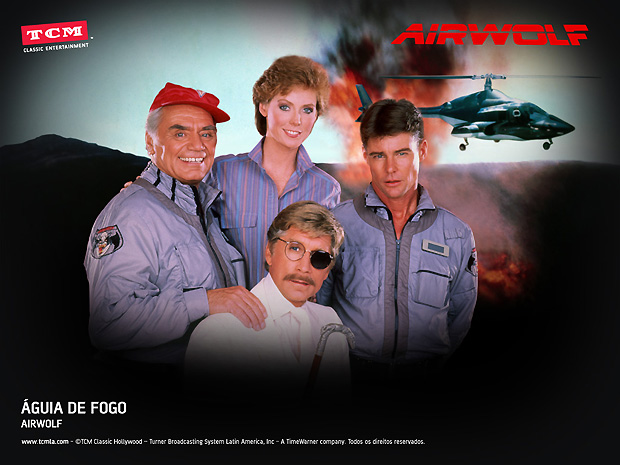 TCM
CLASSIC ENTERTAINMENT
AIRWOLF
ÁGUIA DE FOGO
AIRWOLF
www.tcmla.com - ©TCM Classic Hollywood – Turner Broadcasting System Latin America, Inc – A TimeWarner company. Todos os direitos reservados.